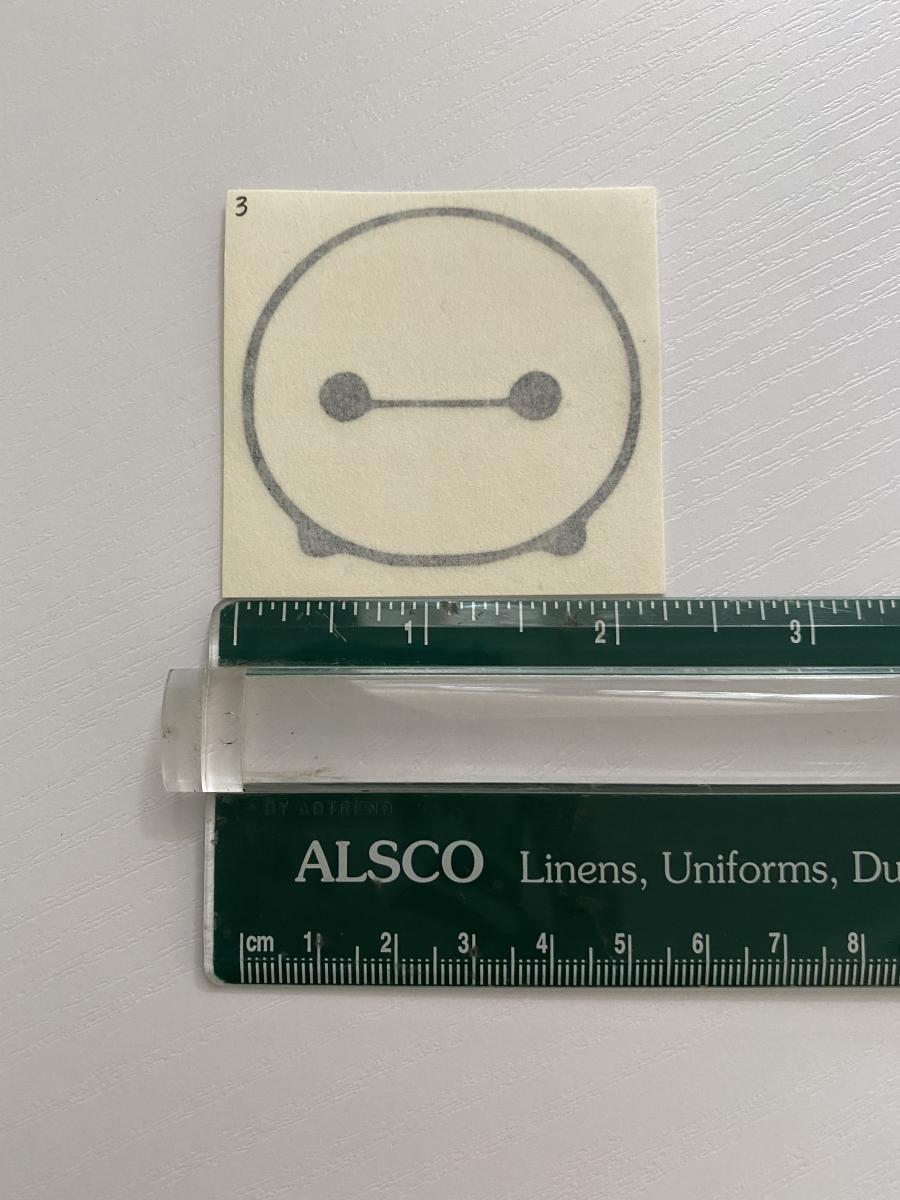 3
1 2 3
ALSCO Linens, Uniforms, Du
cm 1 2 3 4 5 6 7 8